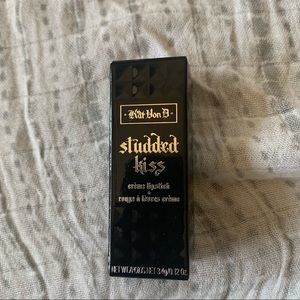 Kat Von D
studded
kiss
crème lipstick
rouge à lèvres crème
NET WT./POIDS NET 3.4g/0.12 Oz.